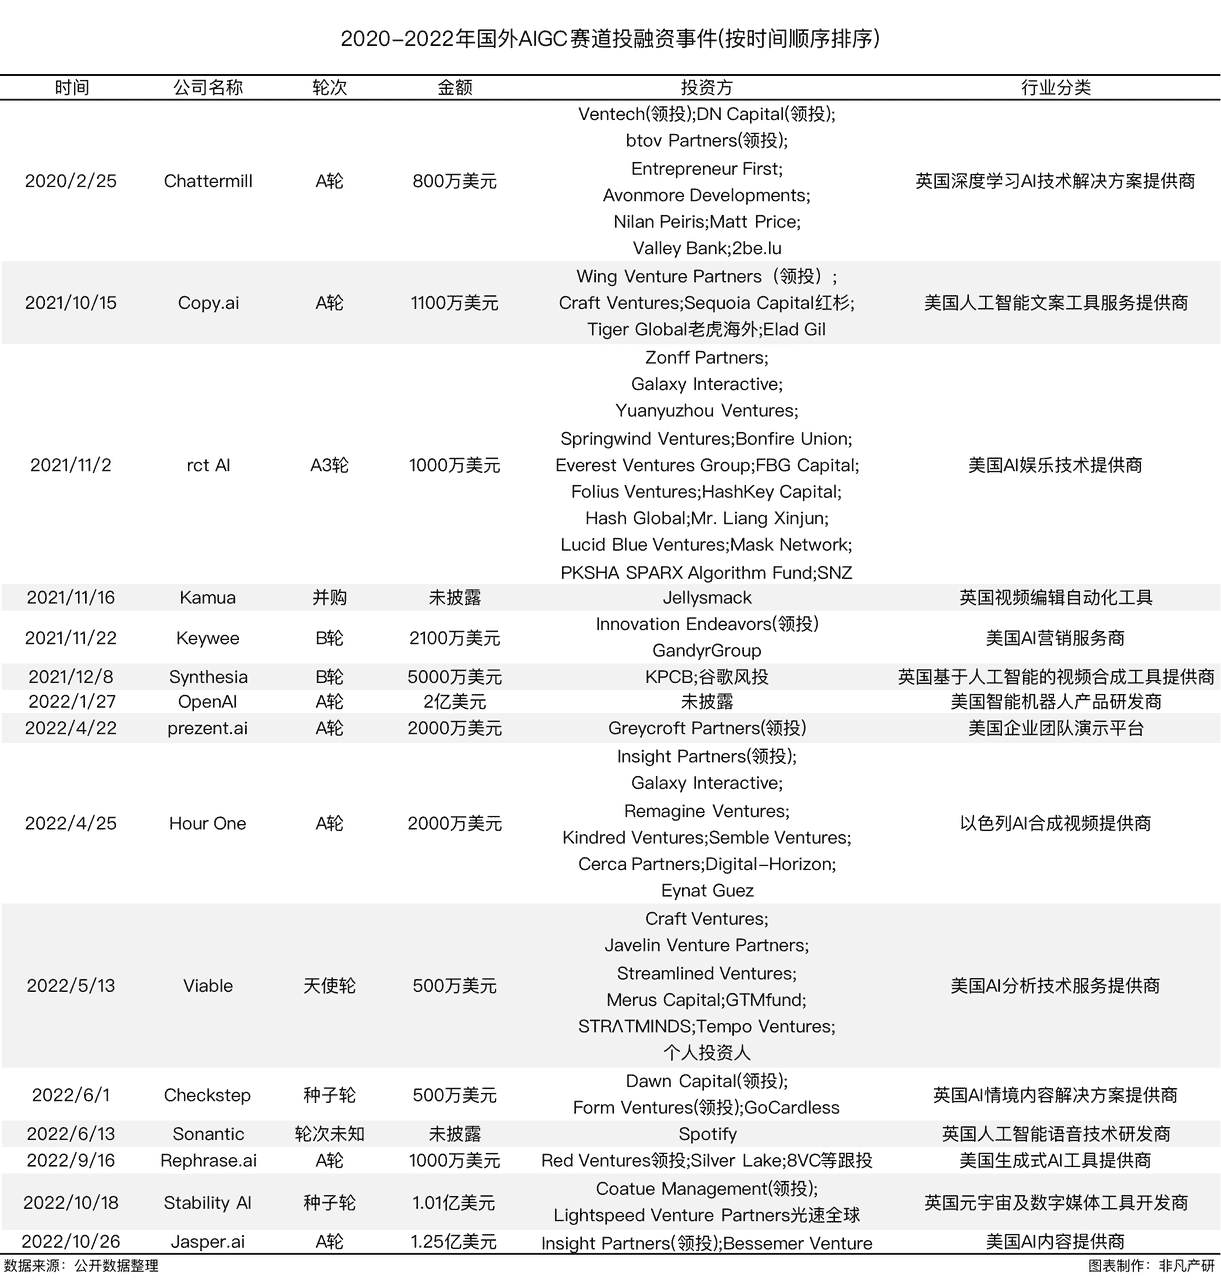 2020-2022年国外AIGC赛道投融资事件(按时间顺序排序)
时间 公司名称 轮次 金额 投资方 行业分类
Ventech(领投);DN Capital(领投);
btov Partners(领投);
Entrepreneur First;
2020/2/25 Chattermill A轮 800万美元 Avonmore Developments; 英国深度学习AI技术解决方案提供商
Nilan Peiris;Matt Price;
Valley Bank;2be.lu
Wing Venture Partners（领投）;
2021/10/15 Copy.ai A轮 1100万美元 Craft Ventures;Sequoia Capital红杉; 美国人工智能文案工具服务提供商
Tiger Global老虎海外;Elad Gil
Zonff Partners;
Galaxy Interactive;
Yuanyuzhou Ventures;
Springwind Ventures;Bonfire Union;
2021/11/2 rct AI A3轮 1000万美元 Everest Ventures Group;FBG Capital; 美国AI娱乐技术提供商
Folius Ventures;HashKey Capital;
Hash Global;Mr. Liang Xinjun;
Lucid Blue Ventures;Mask Network;
PKSHA SPARX Algorithm Fund;SNZ
2021/11/16 Kamua 并购 未披露 Jellysmack 英国视频编辑自动化工具
Innovation Endeavors(领投)
2021/11/22 Keywee B轮 2100万美元 GandyrGroup 美国AI营销服务商
2021/12/8 Synthesia B轮 5000万美元 KPCB;谷歌风投 英国基于人工智能的视频合成工具提供商
2022/1/27 OpenAI A轮 2亿美元 未披露 美国智能机器人产品研发商
2022/4/22 prezent.ai A轮 2000万美元 Greycroft Partners(领投) 美国企业团队演示平台
Insight Partners(领投);
Galaxy Interactive;
Remagine Ventures;
2022/4/25 Hour One A轮 2000万美元 Kindred Ventures;Semble Ventures; 以色列AI合成视频提供商
Cerca Partners;Digital-Horizon;
Eynat Guez
Craft Ventures;
Javelin Venture Partners;
Streamlined Ventures;
2022/5/13 Viable 天使轮 500万美元 Merus Capital;GTMfund; 美国AI分析技术服务提供商
STRΛTMINDS;Tempo Ventures;
个人投资人
Dawn Capital(领投);
2022/6/1 Checkstep 种子轮 500万美元 Form Ventures(领投);GoCardless 英国AI情境内容解决方案提供商
2022/6/13 Sonantic 轮次未知 未披露 Spotify 英国人工智能语音技术研发商
2022/9/16 Rephrase.ai A轮 1000万美元 Red Ventures领投;Silver Lake;8VC等跟投 美国生成式AI工具提供商
Coatue Management(领投);
2022/10/18 Stability AI 种子轮 1.01亿美元 Lightspeed Venture Partners光速全球 英国元宇宙及数字媒体工具开发商
2022/10/26 Jasper.ai A轮 1.25亿美元 Insight Partners(领投);Bessemer Venture 美国AI内容提供商
数据来源：公开数据整理 图表制作：非凡产研